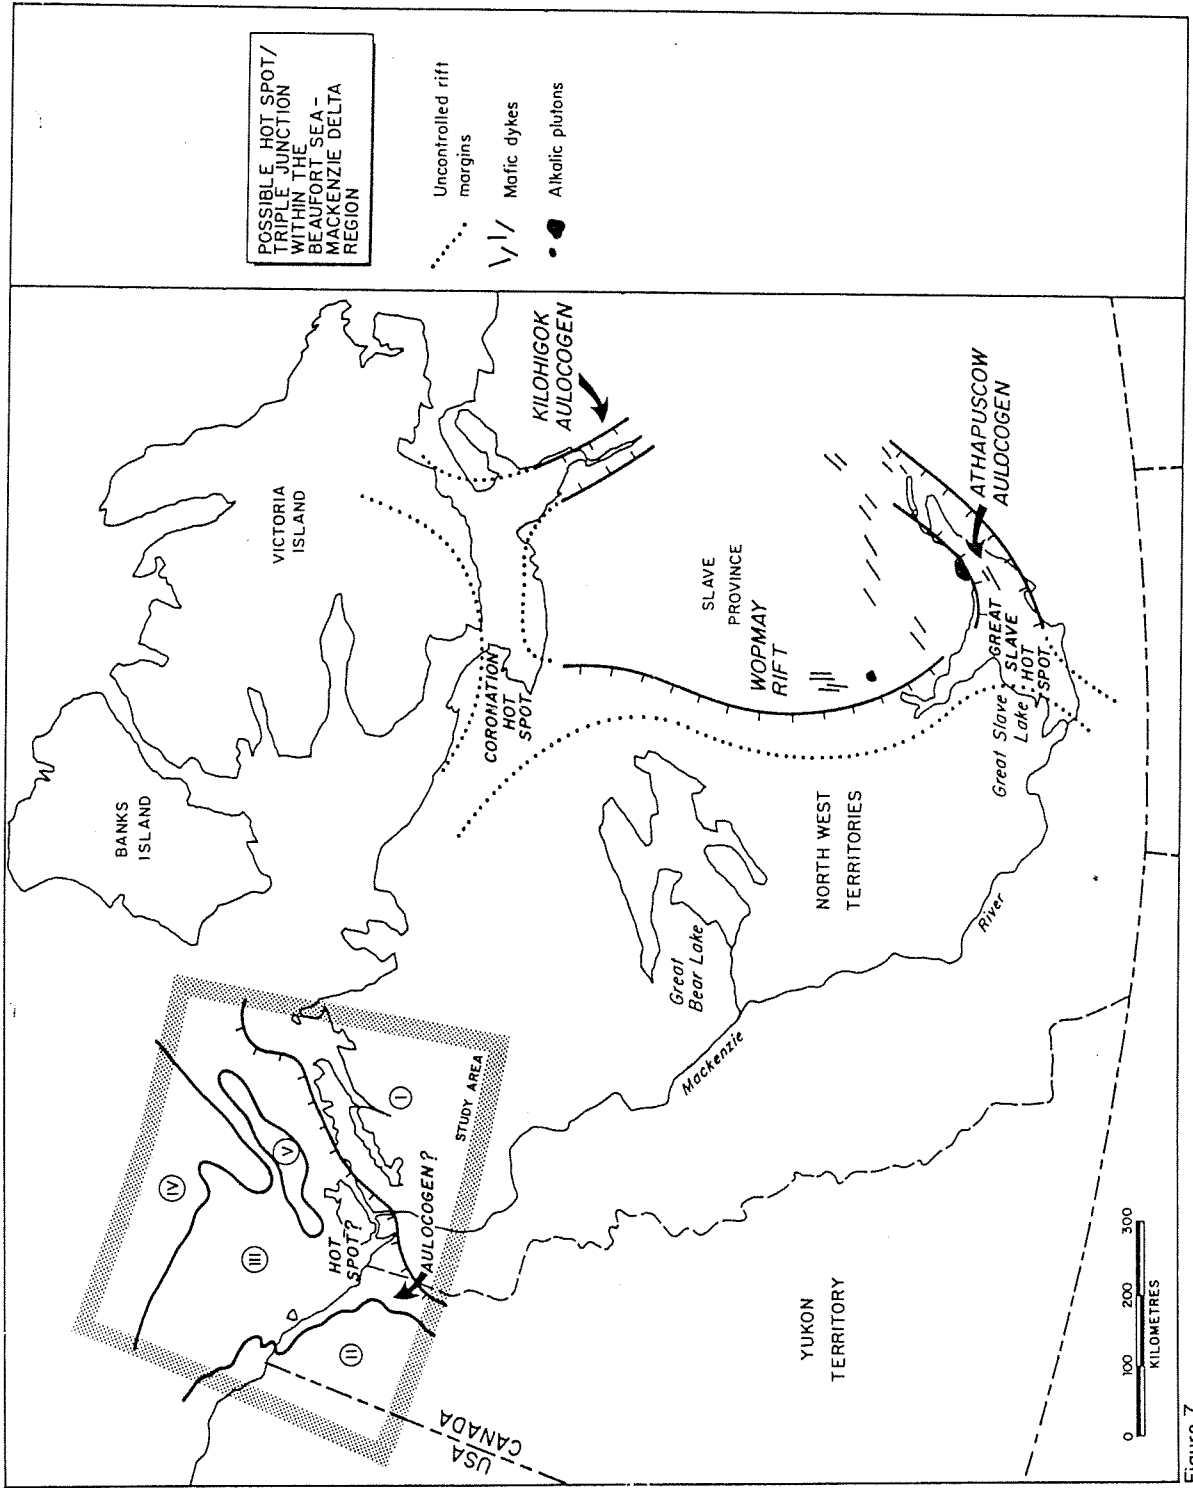 POSSIBLE HOT SPOT/
TRIPLE JUNCTION
WITHIN THE
BEAUFORT SEA-
MACKENZIE DELTA
REGION
Uncontrolled rift
margins
Mafic dykes
Alkalic plutons
BANKS
ISLAND
VICTORIA
ISLAND
KILOHIGOK
AULOCOGEN
CORONATION
HOT
SPOT
SLAVE
PROVINCE
WOPMAY
RIFT
ATHAPUSCOW
AULOCOGEN
GREAT
SLAVE
HOT
SPOT
Great Slave
Lake
NORTH WEST
TERRITORIES
Great
Bear Lake
Mackenzie
River
IV
V
III
I
II
HOT
SPOT?
AULOCOGEN?
STUDY AREA
USA
CANADA
YUKON
TERRITORY
0 100 200 300
KILOMETRES
Figure 7